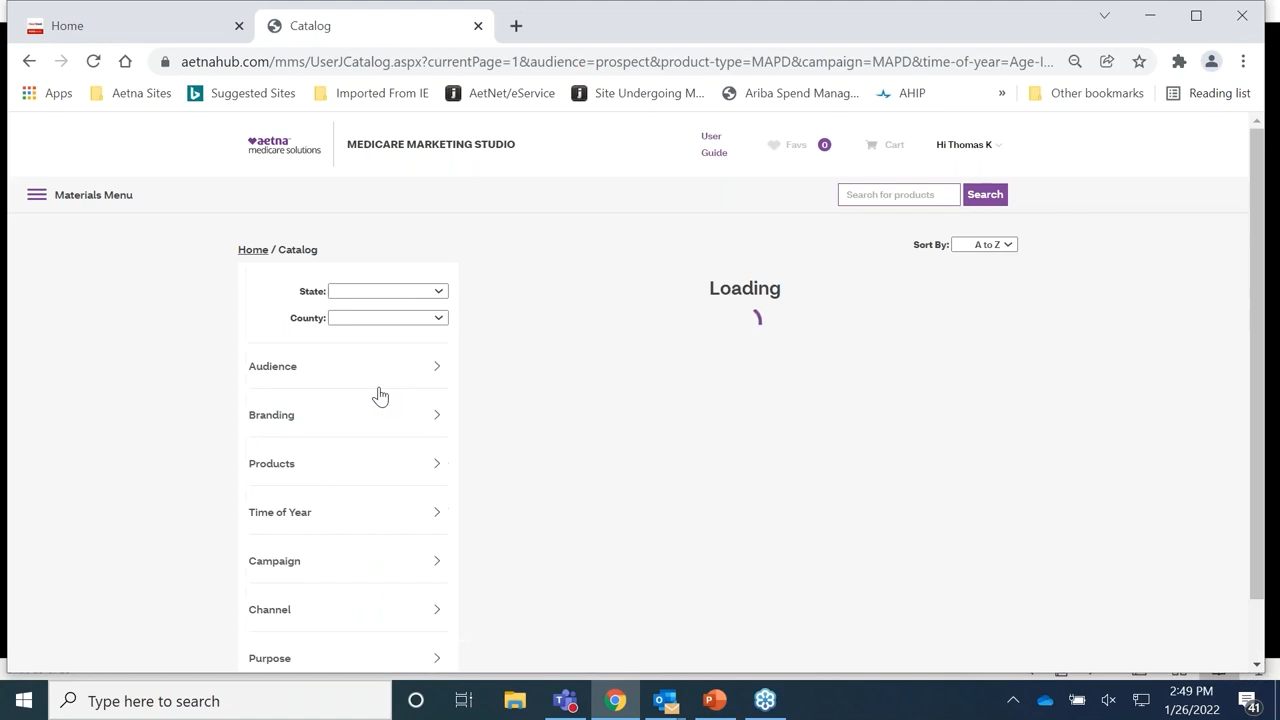 Home
Catalog
aetnahub.com/mms/UserJCatalog.aspx?currentPage=1&audience=prospect&product-type=MAPD&campaign=MAPD&time-of-year=Age-I...
Apps
Aetna Sites
Suggested Sites
Imported From IE
AetNet/eService
Site Undergoing M...
Ariba Spend Manag...
AHIP
»
Other bookmarks
Reading list
aetna™
medicare solutions
MEDICARE MARKETING STUDIO
User
Guide
Favs 0
Cart
Hi Thomas K
Materials Menu
Search for products
Search
Home / Catalog
Sort By: A to Z
State:
County:
Loading
Audience
Branding
Products
Time of Year
Campaign
Channel
Purpose
Type here to search
2:49 PM
1/26/2022
41